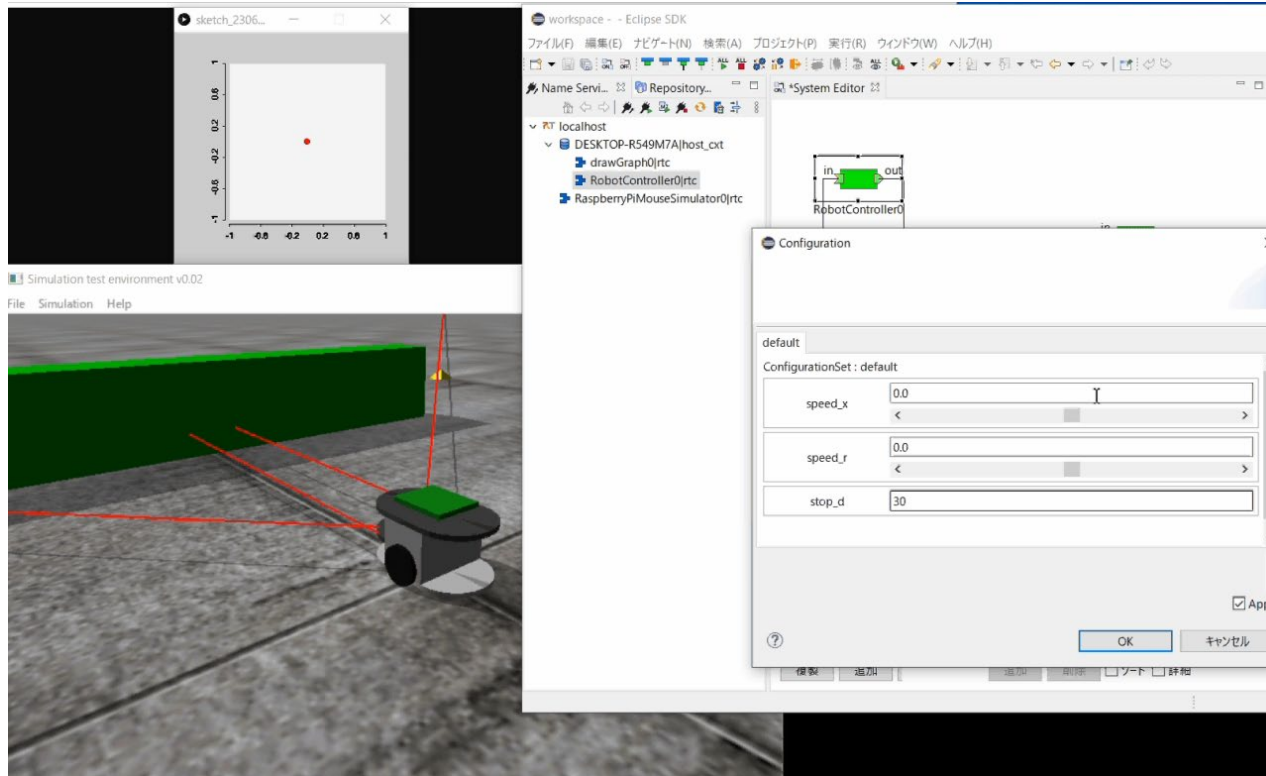 sketch_2306...
1
0.6
0.2
-0.2
-0.6
-1
-1
-0.6
-0.2
0.2
0.6
1
Simulation test environment v0.02
File Simulation Help
workspace - - Eclipse SDK
ファイル(F) 編集(E) ナビゲート(N) 検索(A) プロジェクト(P) 実行(R) ウィンドウ(W) ヘルプ(H)
Name Servi...
Repository...
localhost
DESKTOP-R549M7A|host_cxt
drawGraph0|rtc
RobotController0|rtc
RaspberryPiMouseSimulator0|rtc
*System Editor
in out
RobotController0
in
Configuration
default
ConfigurationSet : default
speed_x
0.0
speed_r
0.0
stop_d
30
App
OK
キャンセル
複製 追加 追加 削除 ソート 詳細